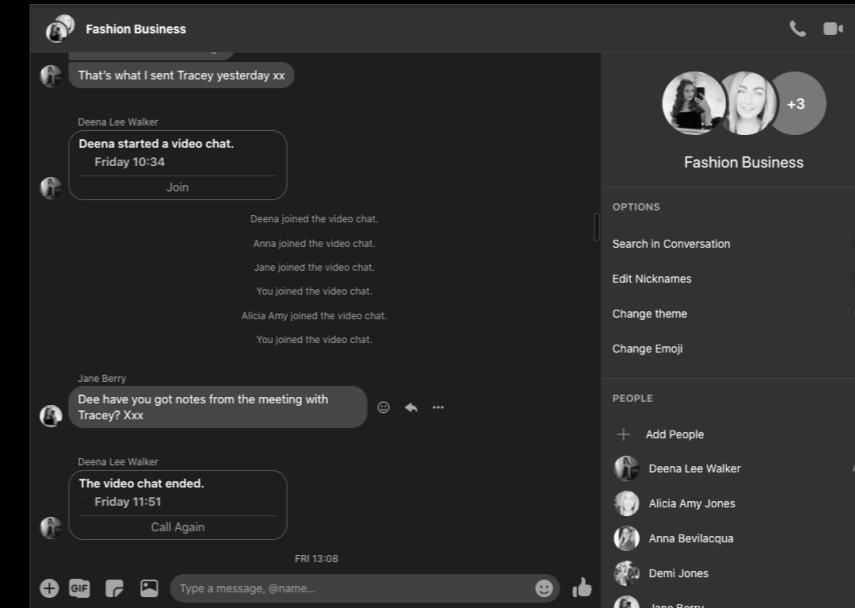 Fashion Business
That's what I sent Tracey yesterday xx
Deena Lee Walker
Deena started a video chat.
Friday 10:34
Join
Deena joined the video chat.
Anna joined the video chat.
Jane joined the video chat.
You joined the video chat.
Alicia Amy joined the video chat.
You joined the video chat.
Jane Berry
Dee have you got notes from the meeting with
Tracey? Xxx
Deena Lee Walker
The video chat ended.
Friday 11:51
Call Again
FRI 13:08
GIF
Type a message, @name...
+3
Fashion Business
OPTIONS
Search in Conversation
Edit Nicknames
Change theme
Change Emoji
PEOPLE
Add People
Deena Lee Walker
Alicia Amy Jones
Anna Bevilacqua
Demi Jones
Jane Berry